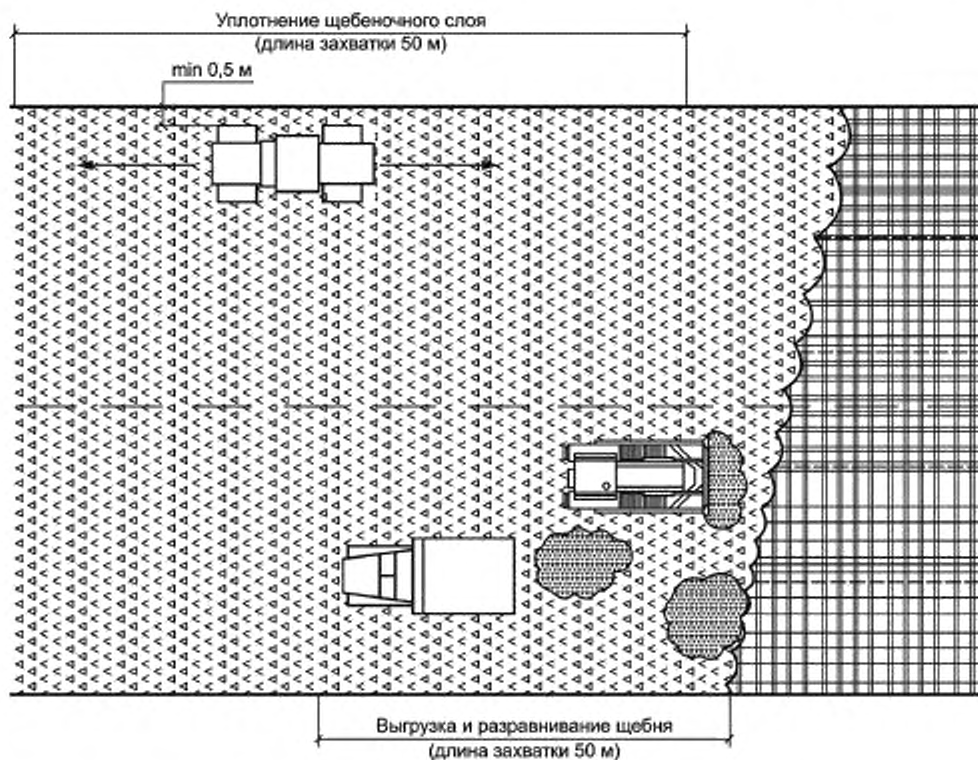 Уплотнение щебеночного слоя
(длина захватки 50 м)
min 0,5 м
Выгрузка и разравнивание щебня
(длина захватки 50 м)